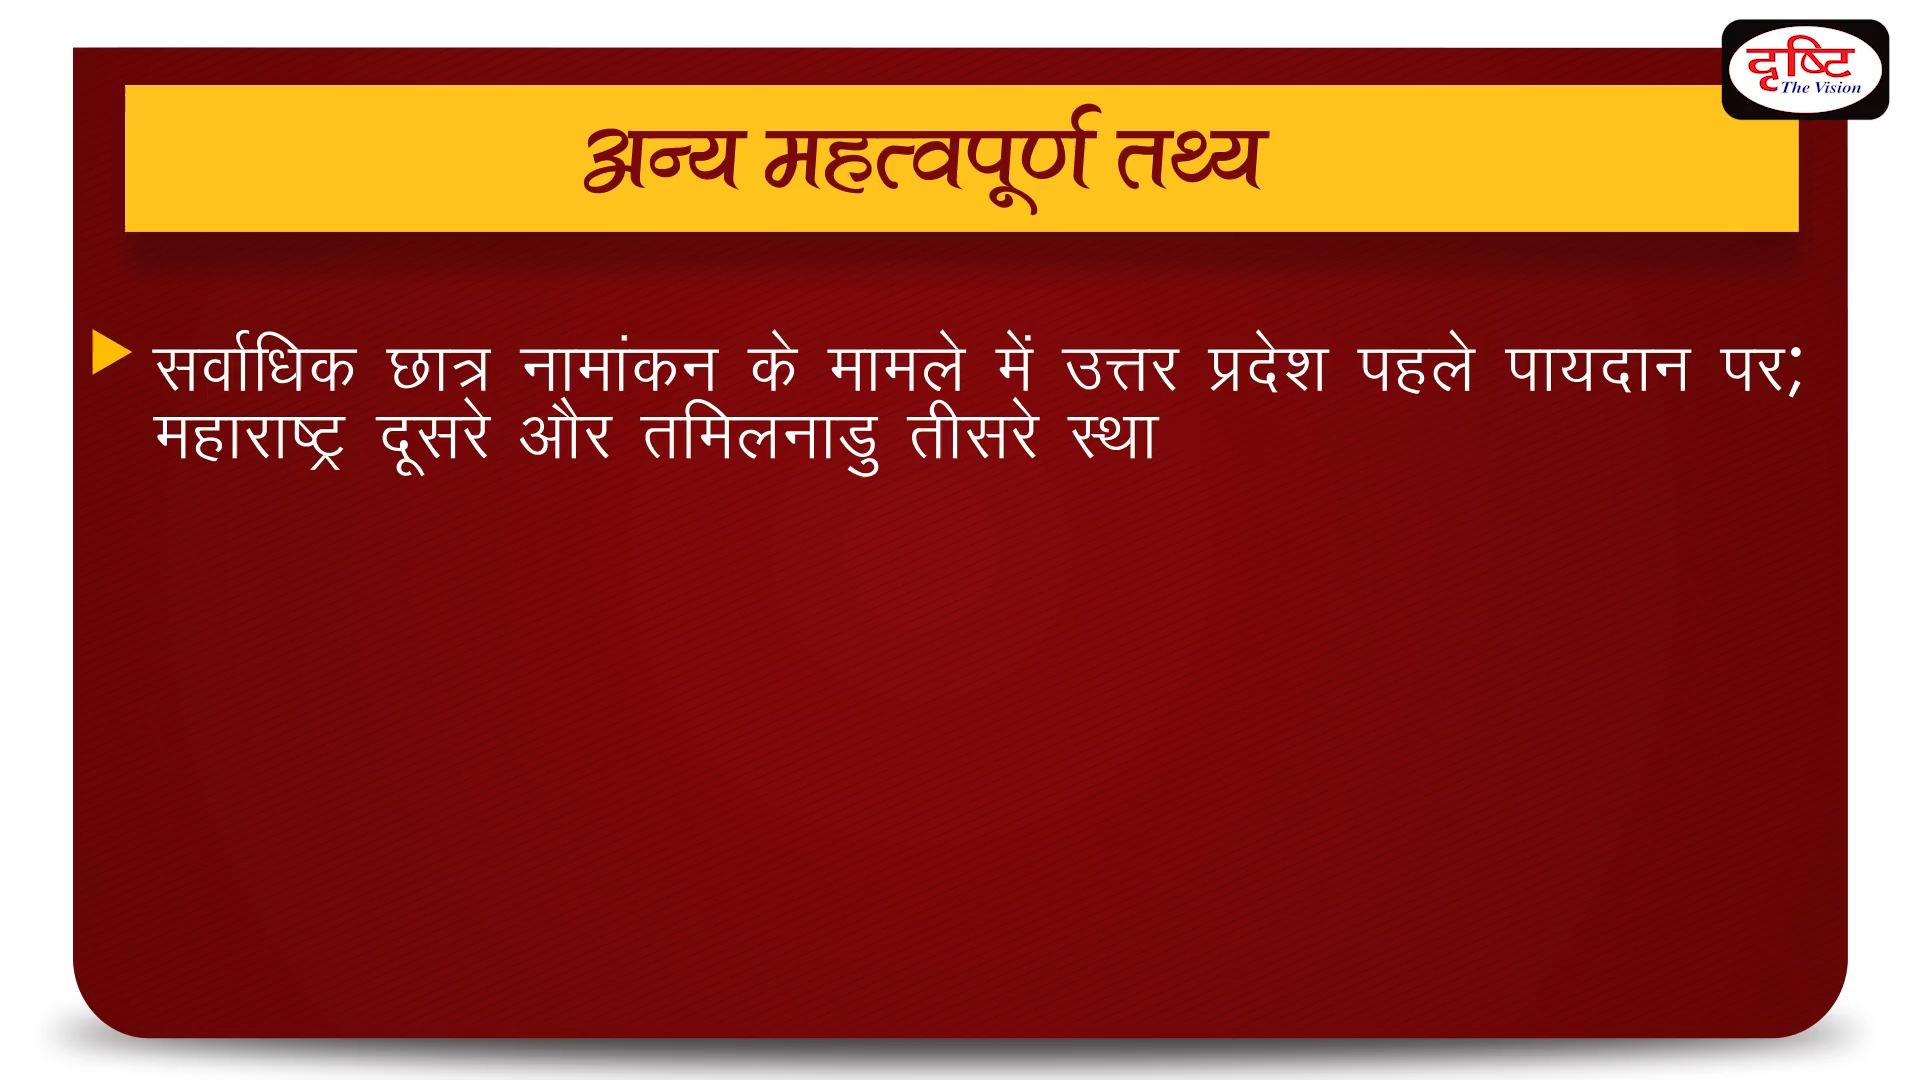 दृष्टि
The Vision
अन्य महत्वपूर्ण तथ्य
सर्वाधिक छात्र नामांकन के मामले में उत्तर प्रदेश पहले पायदान पर;
महाराष्ट्र दूसरे और तमिलनाडु तीसरे स्था